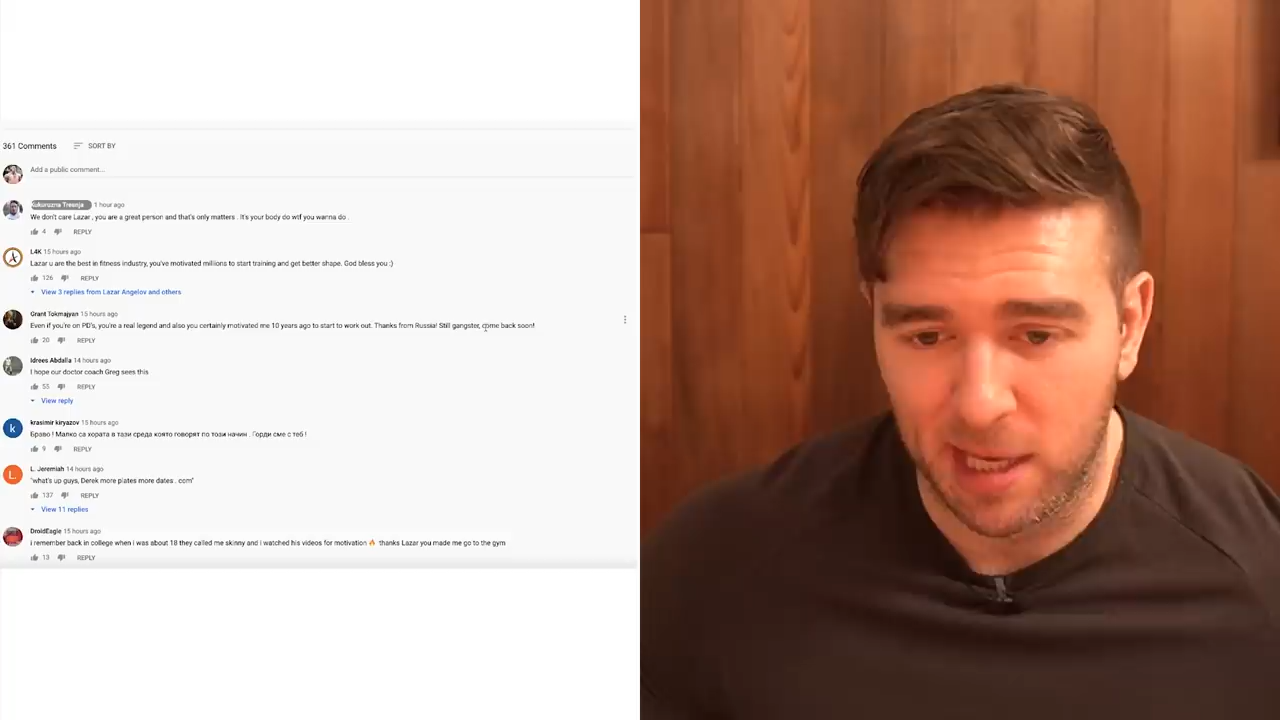 361 Comments
SORT BY
Add a public comment...
Kukuruzna Tresnja 1 hour ago
We don't care Lazar , you are a great person and that's only matters . It's your body do wtf you wanna do .
4 REPLY
L4K 15 hours ago
Lazar u are the best in fitness industry, you've motivated millions to start training and get better shape. God bless you :)
126 REPLY
View 3 replies from Lazar Angelov and others
Grant Tokmajyan 15 hours ago
Even if you're on PD's, you're a real legend and also you certainly motivated me 10 years ago to start to work out. Thanks from Russia! Still gangster, come back soon!
20 REPLY
Idrees Abdalla 14 hours ago
I hope our doctor coach Greg sees this
55 REPLY
View reply
k
krasimir kiryazov 15 hours ago
Браво ! Малко са хората в тази среда които говорят по този начин . Горди сме с теб !
9 REPLY
L
L. Jeremiah 14 hours ago
"what's up guys, Derek more plates more dates . com"
137 REPLY
View 11 replies
DroidEagle 15 hours ago
i remember back in college when i was about 18 they called me skinny and i watched his videos for motivation 🔥 thanks Lazar you made me go to the gym
13 REPLY